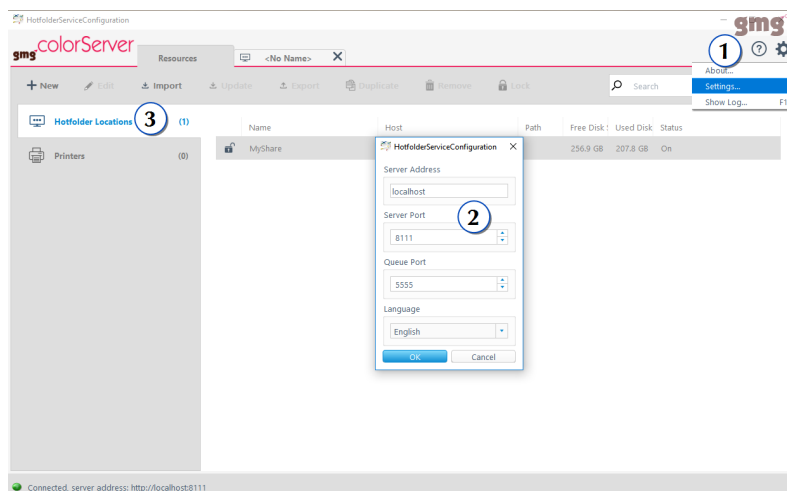 HotfolderServiceConfiguration
gmg
gmg colorServer
Resources
<No Name>
1
New
Edit
Import
Update
Export
Duplicate
Remove
Lock
Search
About...
Settings...
Show Log... F1
Hotfolder Locations
3
(1)
Printers
(0)
Name Host Path Free Disk Used Disk Status
MyShare 256.9 GB 207.8 GB On
HotfolderServiceConfiguration
Server Address
localhost
Server Port
2
8111
Queue Port
5555
Language
English
OK Cancel
Connected, server address: http://localhost:8111